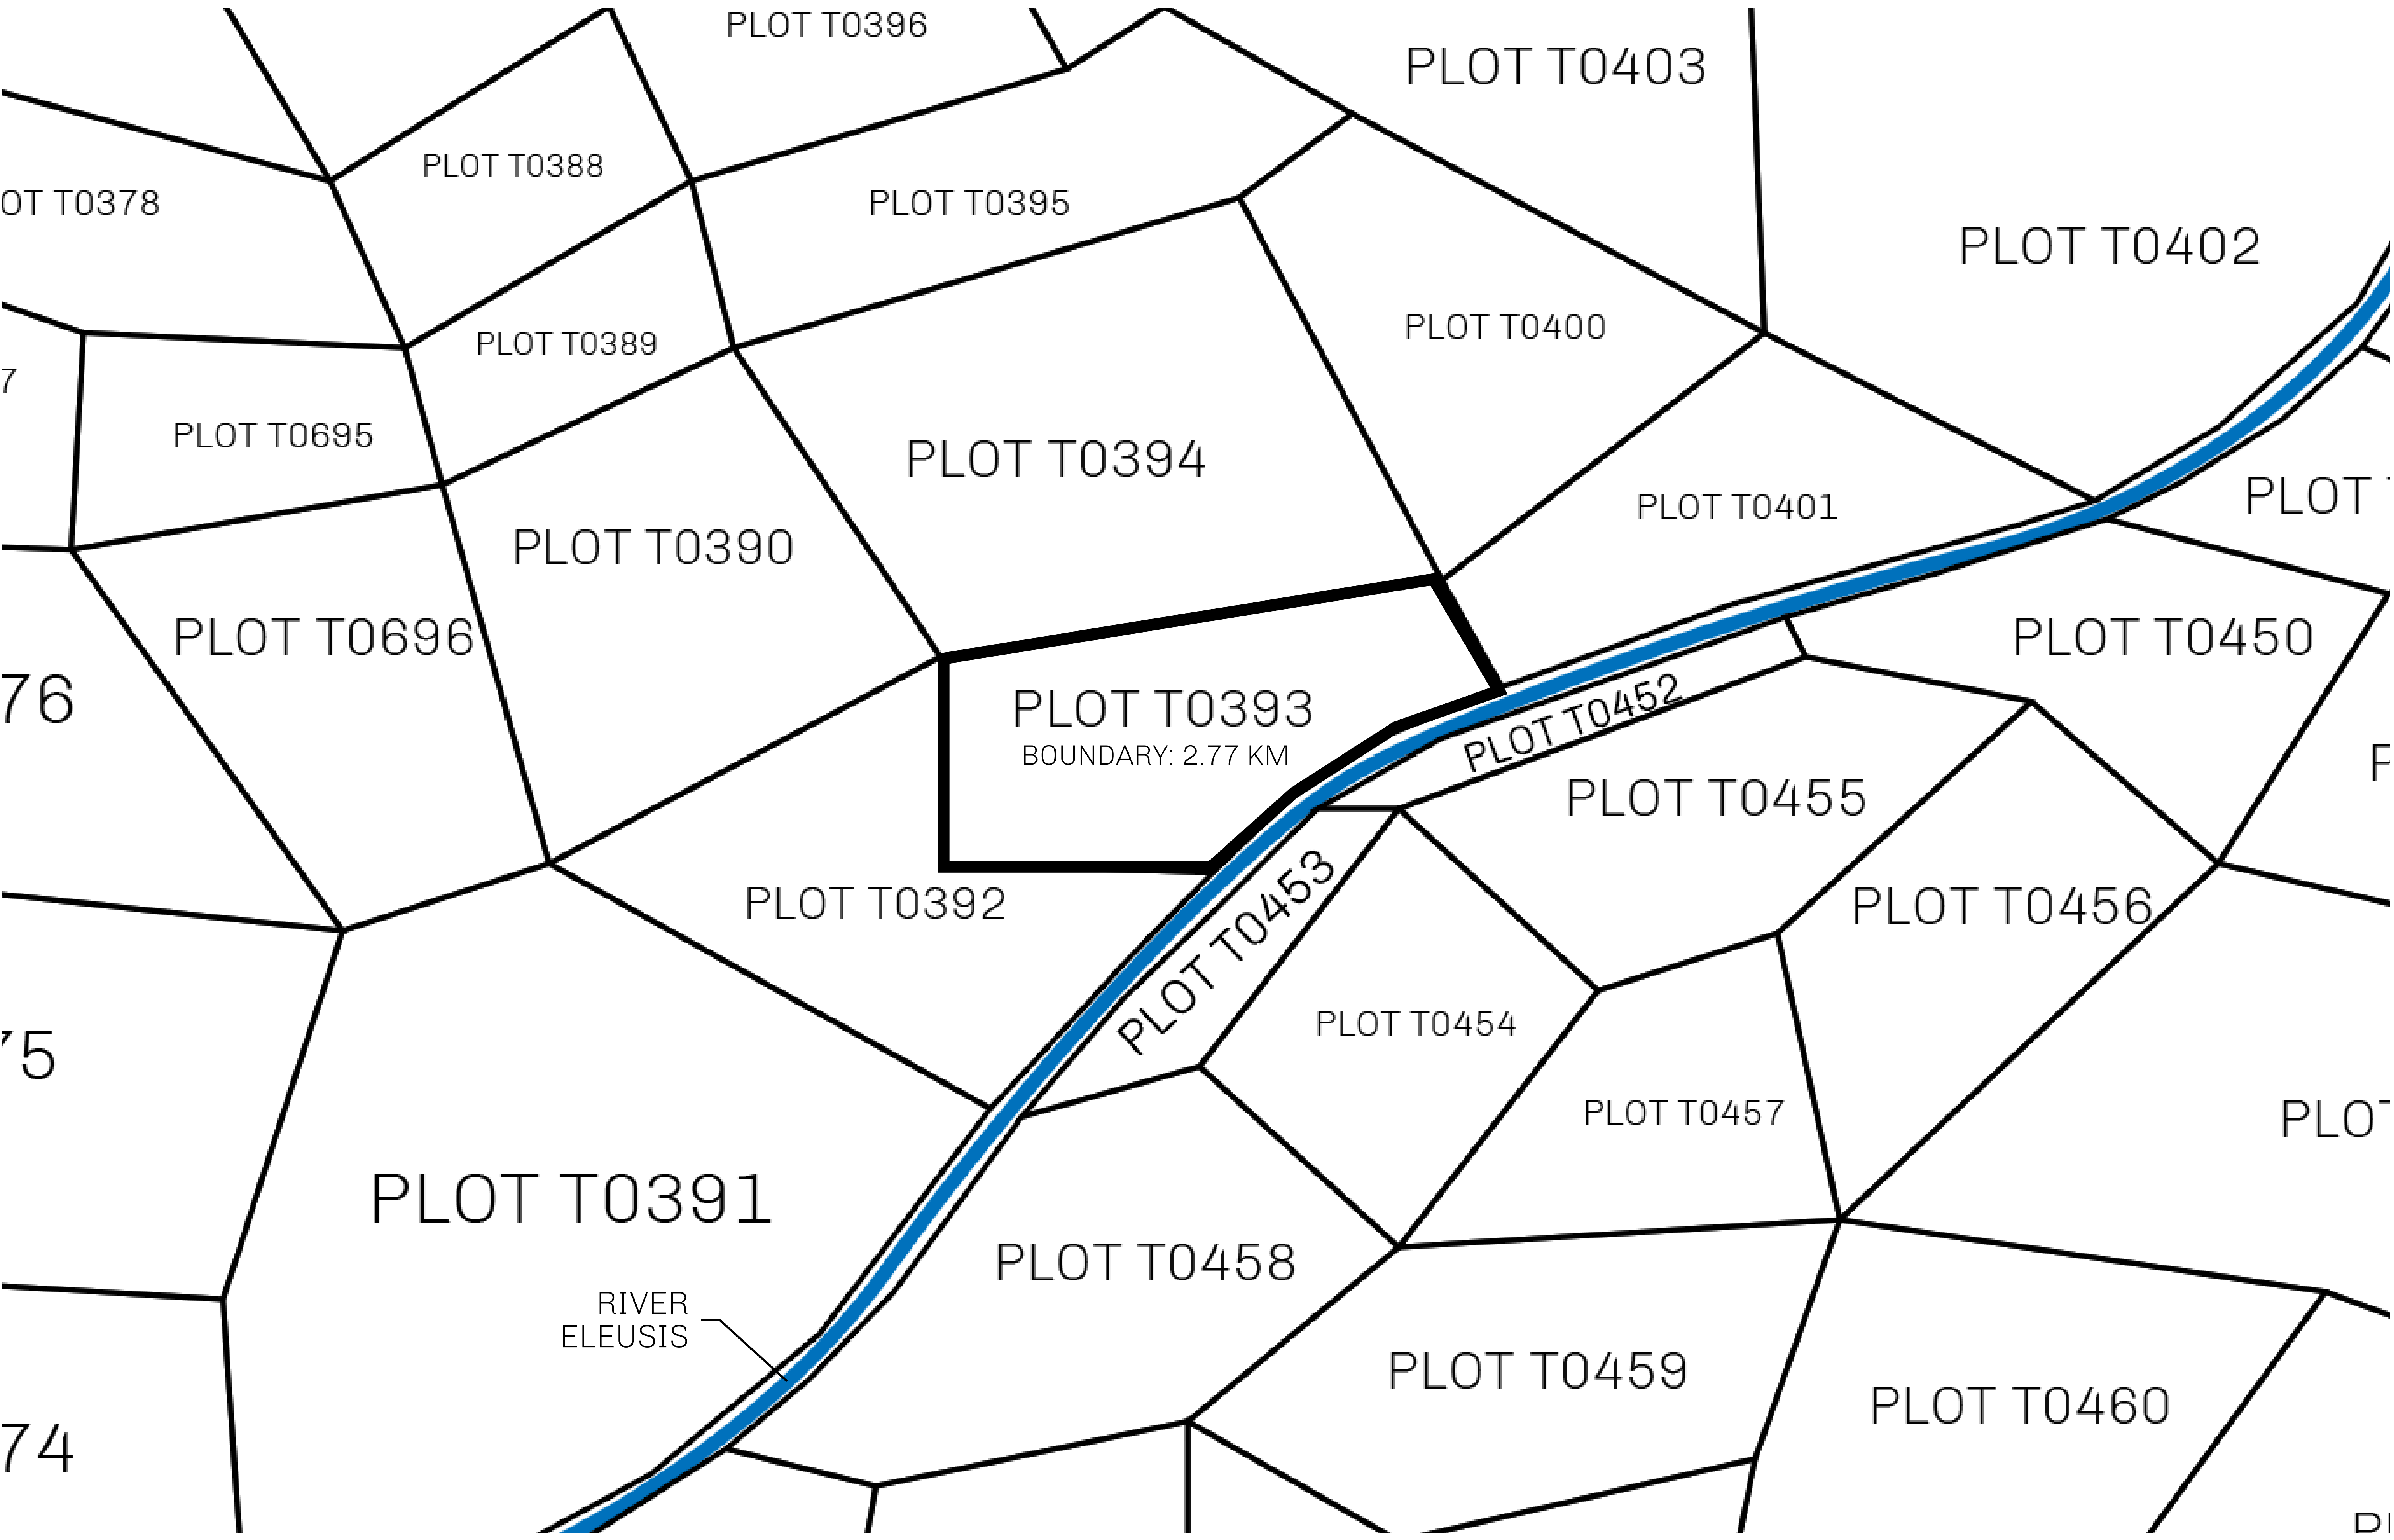 PLOT T0396
PLOT T0403
PLOT T0388
OT T0378
PLOT T0395
PLOT T0402
PLOT T0400
PLOT T0389
7
PLOT T0695
PLOT T0394
PLOT T0401
PLOT
PLOT T0390
PLOT T0696
PLOT T0450
76
PLOT T0393
BOUNDARY: 2.77 KM
PLOT T0452
PLOT T0455
PLOT T0392
PLOT T0456
PLOT T0453
PLOT T0454
75
PLOT T0457
PLOT
PLOT T0391
PLOT T0458
RIVER
ELEUSIS
PLOT T0459
PLOT T0460
74